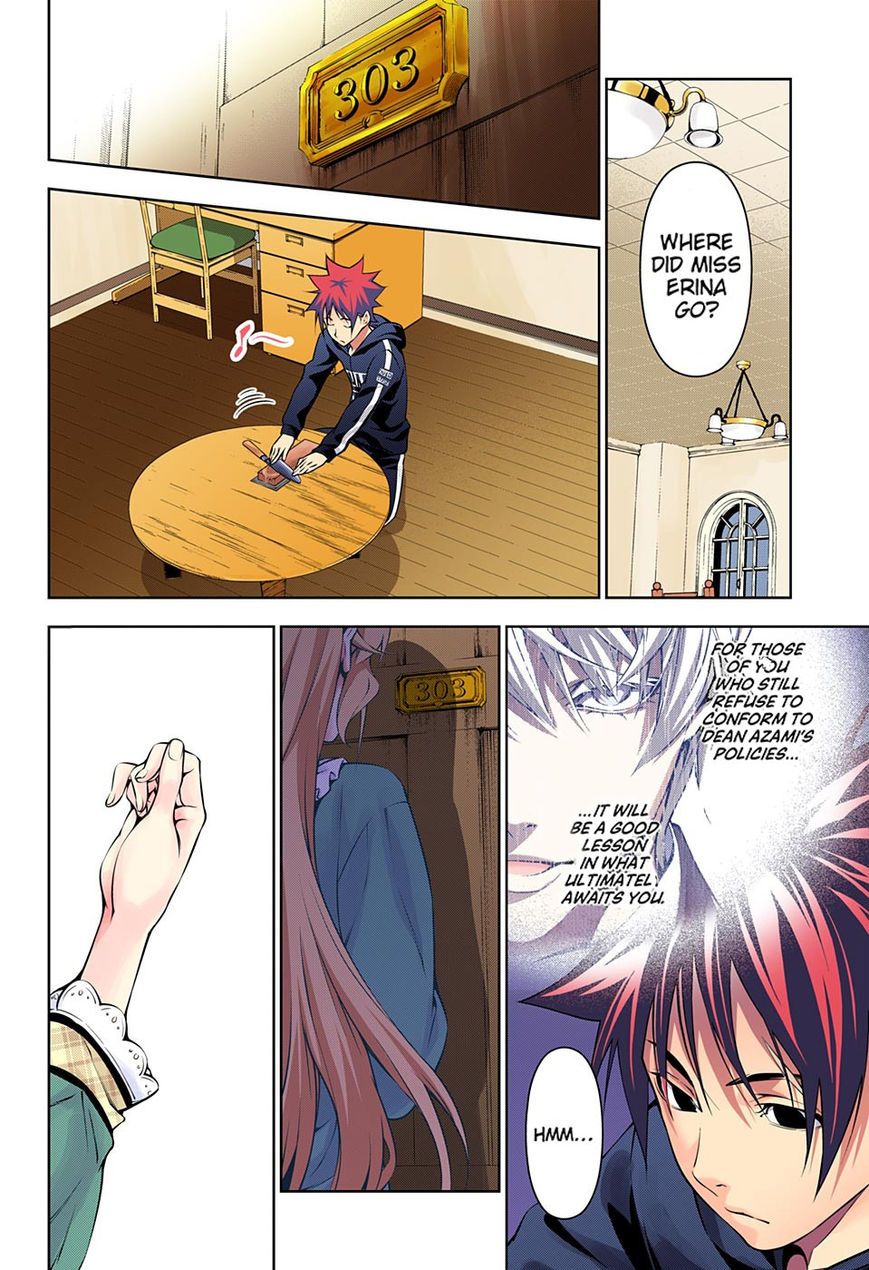 WHERE
DID MISS
ERINA
GO?
303
303
FOR THOSE
OF YOU
WHO STILL
REFUSE TO
CONFORM TO
DEAN AZAMI'S
POLICIES...
...IT WILL
BE A GOOD
LESSON
IN WHAT
ULTIMATELY
AWAITS YOU.
HMM...